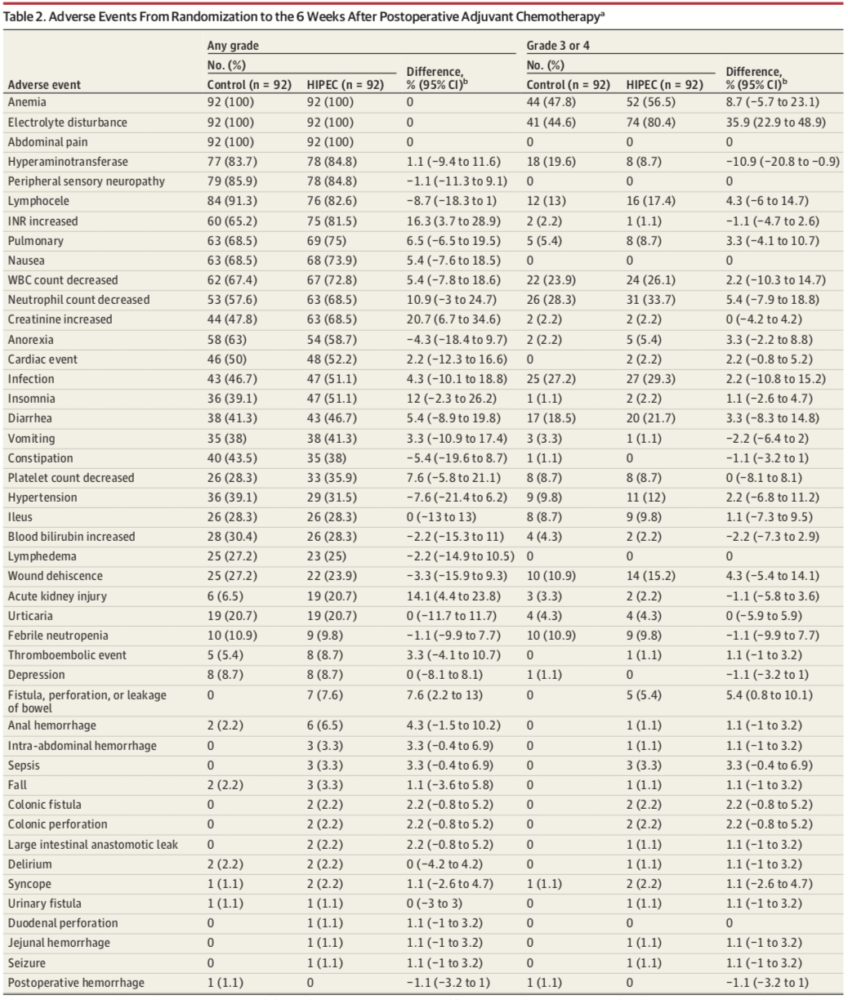 Table 2. Adverse Events From Randomization to the 6 Weeks After Postoperative Adjuvant Chemotherapyᵃ
Any grade Grade 3 or 4
No. (%) Difference, No. (%) Difference,
Adverse event Control (n = 92) HIPEC (n = 92) % (95% CI)ᵇ Control (n = 92) HIPEC (n = 92) % (95% CI)ᵇ
Anemia 92 (100) 92 (100) 0 44 (47.8) 52 (56.5) 8.7 (−5.7 to 23.1)
Electrolyte disturbance 92 (100) 92 (100) 0 41 (44.6) 74 (80.4) 35.9 (22.9 to 48.9)
Abdominal pain 92 (100) 92 (100) 0 0 0 0
Hyperaminotransferase 77 (83.7) 78 (84.8) 1.1 (−9.4 to 11.6) 18 (19.6) 8 (8.7) −10.9 (−20.8 to −0.9)
Peripheral sensory neuropathy 79 (85.9) 78 (84.8) −1.1 (−11.3 to 9.1) 0 0 0
Lymphocele 84 (91.3) 76 (82.6) −8.7 (−18.3 to 1) 12 (13) 16 (17.4) 4.3 (−6 to 14.7)
INR increased 60 (65.2) 75 (81.5) 16.3 (3.7 to 28.9) 2 (2.2) 1 (1.1) −1.1 (−4.7 to 2.6)
Pulmonary 63 (68.5) 69 (75) 6.5 (−6.5 to 19.5) 5 (5.4) 8 (8.7) 3.3 (−4.1 to 10.7)
Nausea 63 (68.5) 68 (73.9) 5.4 (−7.6 to 18.5) 0 0 0
WBC count decreased 62 (67.4) 67 (72.8) 5.4 (−7.8 to 18.6) 22 (23.9) 24 (26.1) 2.2 (−10.3 to 14.7)
Neutrophil count decreased 53 (57.6) 63 (68.5) 10.9 (−3 to 24.7) 26 (28.3) 31 (33.7) 5.4 (−7.9 to 18.8)
Creatinine increased 44 (47.8) 63 (68.5) 20.7 (6.7 to 34.6) 2 (2.2) 2 (2.2) 0 (−4.2 to 4.2)
Anorexia 58 (63) 54 (58.7) −4.3 (−18.4 to 9.7) 2 (2.2) 5 (5.4) 3.3 (−2.2 to 8.8)
Cardiac event 46 (50) 48 (52.2) 2.2 (−12.3 to 16.6) 0 2 (2.2) 2.2 (−0.8 to 5.2)
Infection 43 (46.7) 47 (51.1) 4.3 (−10.1 to 18.8) 25 (27.2) 27 (29.3) 2.2 (−10.8 to 15.2)
Insomnia 36 (39.1) 47 (51.1) 12 (−2.3 to 26.2) 1 (1.1) 2 (2.2) 1.1 (−2.6 to 4.7)
Diarrhea 38 (41.3) 43 (46.7) 5.4 (−8.9 to 19.8) 17 (18.5) 20 (21.7) 3.3 (−8.3 to 14.8)
Vomiting 35 (38) 38 (41.3) 3.3 (−10.9 to 17.4) 3 (3.3) 1 (1.1) −2.2 (−6.4 to 2)
Constipation 40 (43.5) 35 (38) −5.4 (−19.6 to 8.7) 1 (1.1) 0 −1.1 (−3.2 to 1)
Platelet count decreased 26 (28.3) 33 (35.9) 7.6 (−5.8 to 21.1) 8 (8.7) 8 (8.7) 0 (−8.1 to 8.1)
Hypertension 36 (39.1) 29 (31.5) −7.6 (−21.4 to 6.2) 9 (9.8) 11 (12) 2.2 (−6.8 to 11.2)
Ileus 26 (28.3) 26 (28.3) 0 (−13 to 13) 8 (8.7) 9 (9.8) 1.1 (−7.3 to 9.5)
Blood bilirubin increased 28 (30.4) 26 (28.3) −2.2 (−15.3 to 11) 4 (4.3) 2 (2.2) −2.2 (−7.3 to 2.9)
Lymphedema 25 (27.2) 23 (25) −2.2 (−14.9 to 10.5) 0 0 0
Wound dehiscence 25 (27.2) 22 (23.9) −3.3 (−15.9 to 9.3) 10 (10.9) 14 (15.2) 4.3 (−5.4 to 14.1)
Acute kidney injury 6 (6.5) 19 (20.7) 14.1 (4.4 to 23.8) 3 (3.3) 2 (2.2) −1.1 (−5.8 to 3.6)
Urticaria 19 (20.7) 19 (20.7) 0 (−11.7 to 11.7) 4 (4.3) 4 (4.3) 0 (−5.9 to 5.9)
Febrile neutropenia 10 (10.9) 9 (9.8) −1.1 (−9.9 to 7.7) 10 (10.9) 9 (9.8) −1.1 (−9.9 to 7.7)
Thromboembolic event 5 (5.4) 8 (8.7) 3.3 (−4.1 to 10.7) 0 1 (1.1) 1.1 (−1 to 3.2)
Depression 8 (8.7) 8 (8.7) 0 (−8.1 to 8.1) 1 (1.1) 0 −1.1 (−3.2 to 1)
Fistula, perforation, or leakage 0 7 (7.6) 7.6 (2.2 to 13) 0 5 (5.4) 5.4 (0.8 to 10.1)
of bowel
Anal hemorrhage 2 (2.2) 6 (6.5) 4.3 (−1.5 to 10.2) 0 1 (1.1) 1.1 (−1 to 3.2)
Intra-abdominal hemorrhage 0 3 (3.3) 3.3 (−0.4 to 6.9) 0 1 (1.1) 1.1 (−1 to 3.2)
Sepsis 0 3 (3.3) 3.3 (−0.4 to 6.9) 0 3 (3.3) 3.3 (−0.4 to 6.9)
Fall 2 (2.2) 3 (3.3) 1.1 (−3.6 to 5.8) 0 1 (1.1) 1.1 (−1 to 3.2)
Colonic fistula 0 2 (2.2) 2.2 (−0.8 to 5.2) 0 2 (2.2) 2.2 (−0.8 to 5.2)
Colonic perforation 0 2 (2.2) 2.2 (−0.8 to 5.2) 0 2 (2.2) 2.2 (−0.8 to 5.2)
Large intestinal anastomotic leak 0 2 (2.2) 2.2 (−0.8 to 5.2) 0 1 (1.1) 1.1 (−1 to 3.2)
Delirium 2 (2.2) 2 (2.2) 0 (−4.2 to 4.2) 0 1 (1.1) 1.1 (−1 to 3.2)
Syncope 1 (1.1) 2 (2.2) 1.1 (−2.6 to 4.7) 1 (1.1) 2 (2.2) 1.1 (−2.6 to 4.7)
Urinary fistula 1 (1.1) 1 (1.1) 0 (−3 to 3) 0 1 (1.1) 1.1 (−1 to 3.2)
Duodenal perforation 0 1 (1.1) 1.1 (−1 to 3.2) 0 0 0
Jejunal hemorrhage 0 1 (1.1) 1.1 (−1 to 3.2) 0 1 (1.1) 1.1 (−1 to 3.2)
Seizure 0 1 (1.1) 1.1 (−1 to 3.2) 0 1 (1.1) 1.1 (−1 to 3.2)
Postoperative hemorrhage 1 (1.1) 0 −1.1 (−3.2 to 1) 1 (1.1) 0 −1.1 (−3.2 to 1)